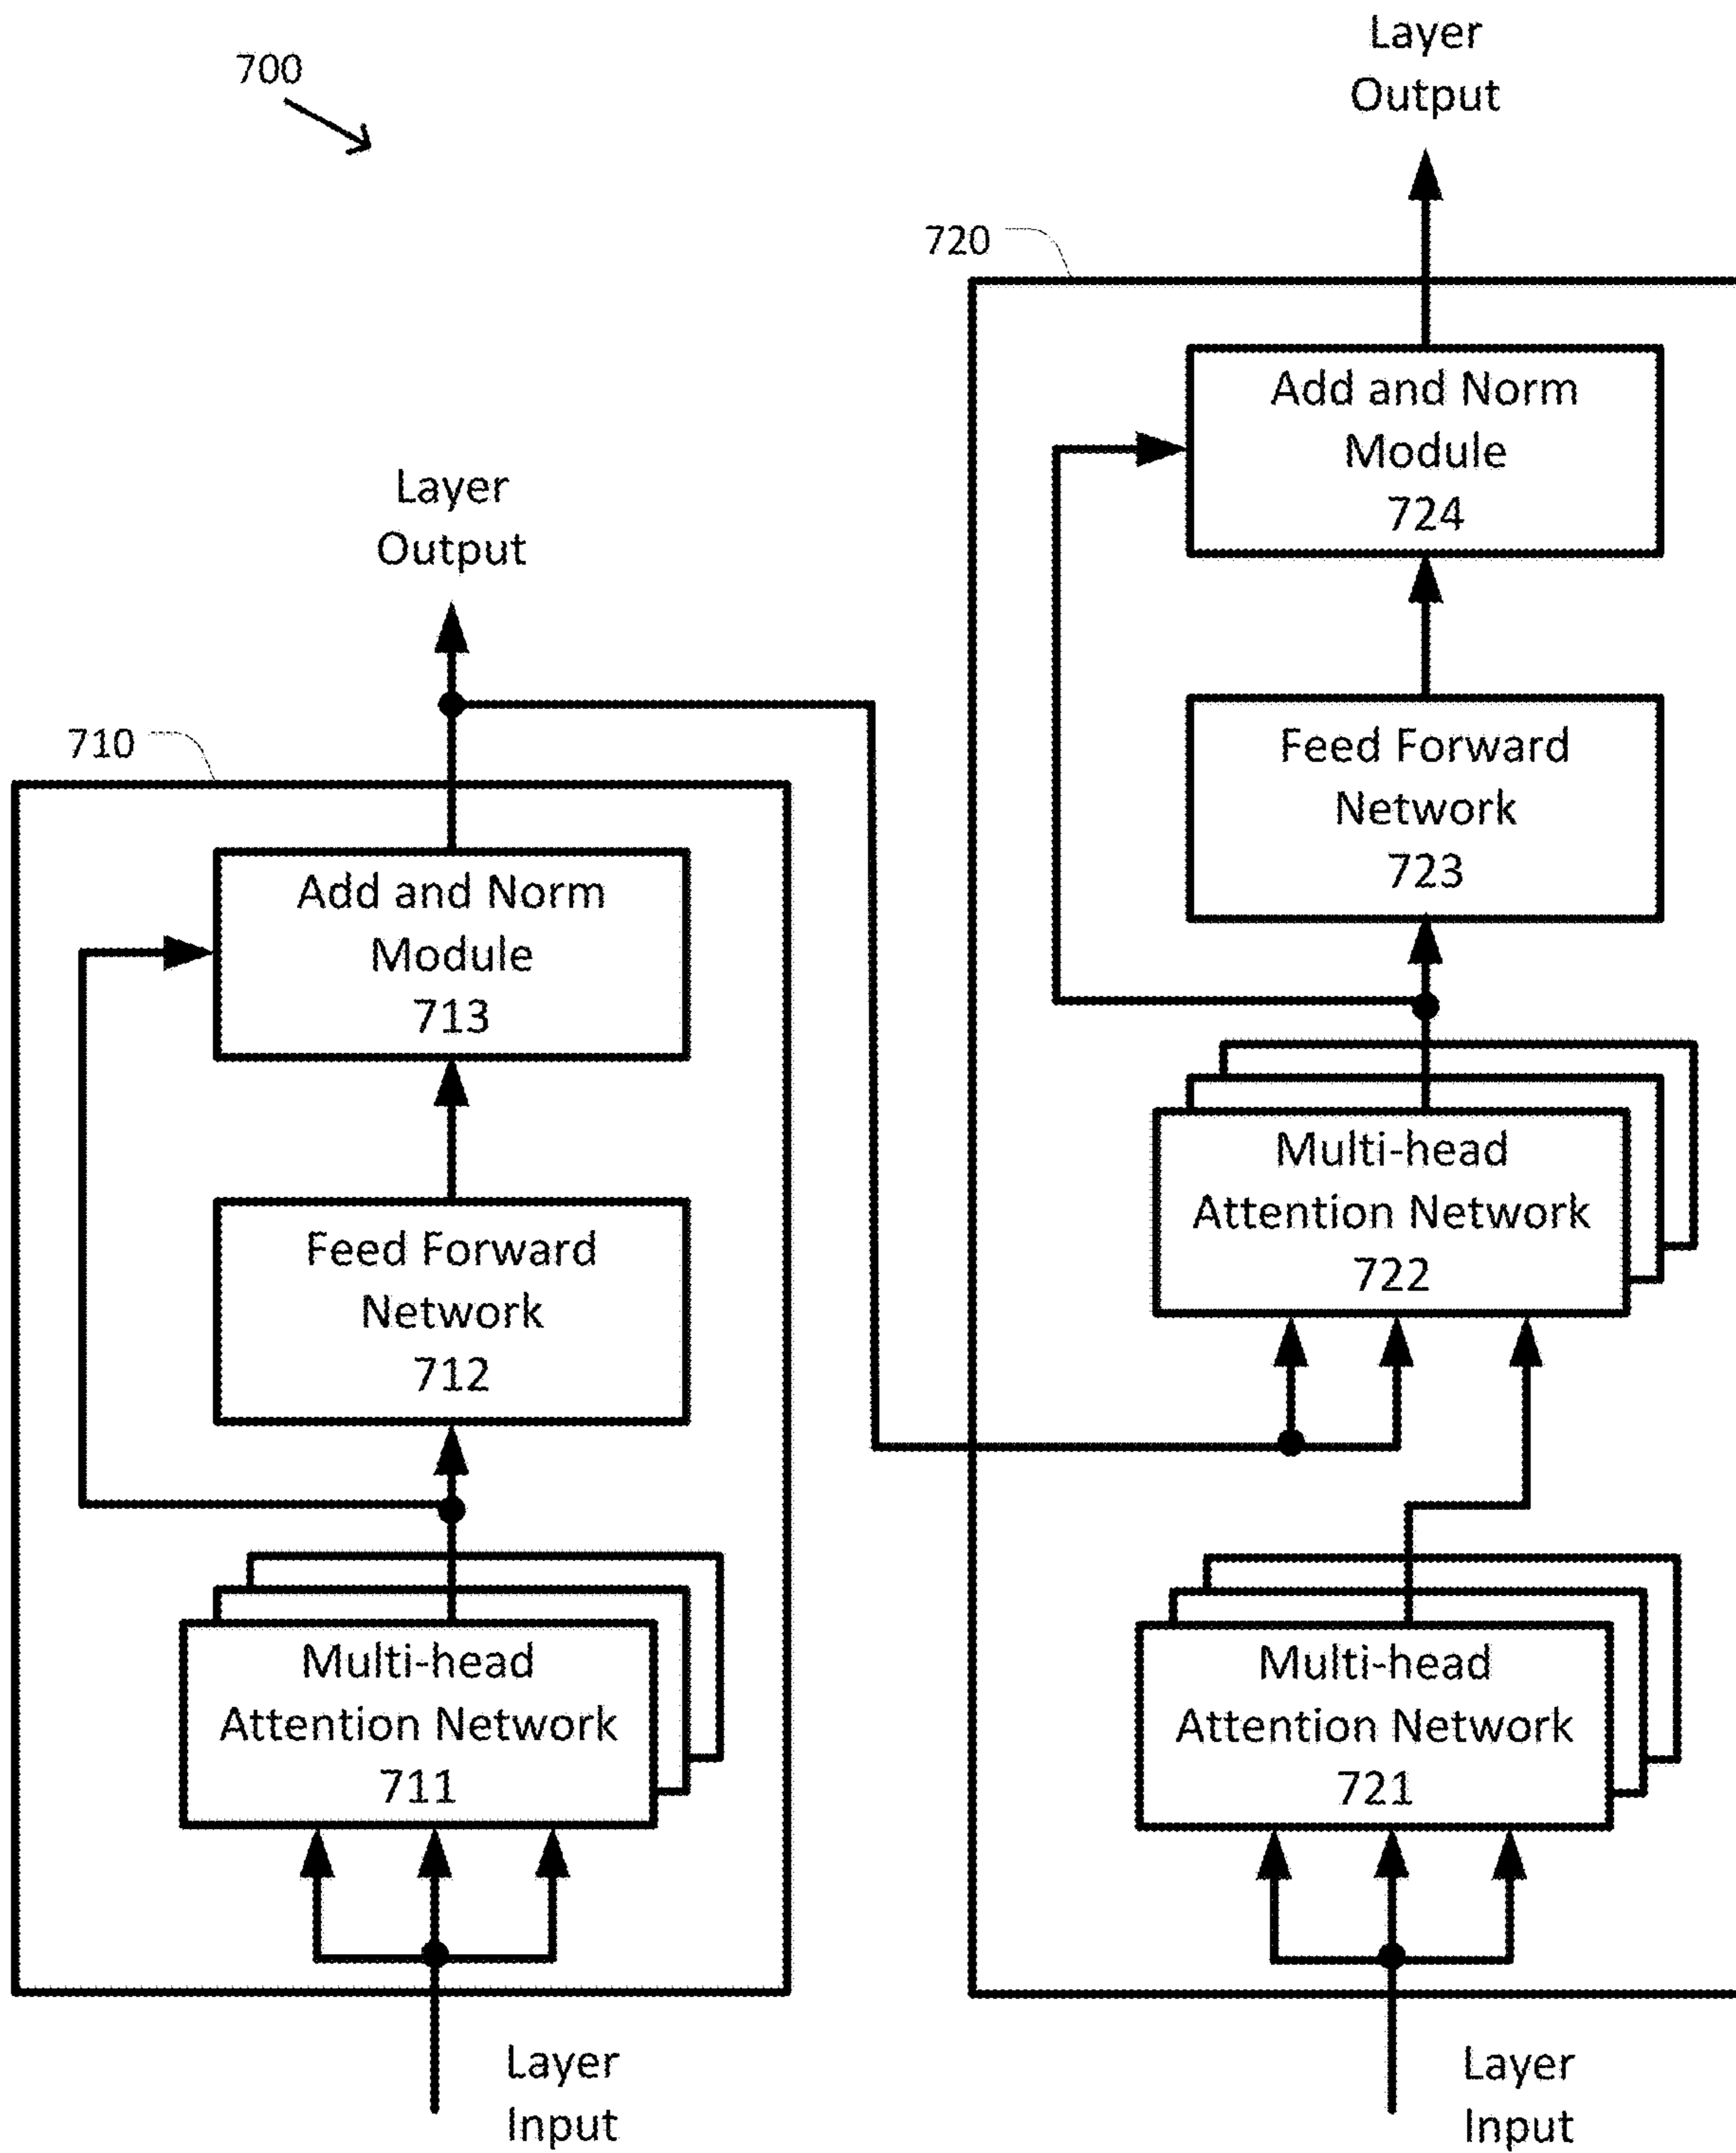 700
Layer
Output
720
Add and Norm
Module
724
Layer
Output
Feed Forward
Network
723
710
Add and Norm
Module
713
Multi-head
Attention Network
722
Feed Forward
Network
712
Multi-head
Attention Network
711
Multi-head
Attention Network
721
Layer
Input
Layer
Input